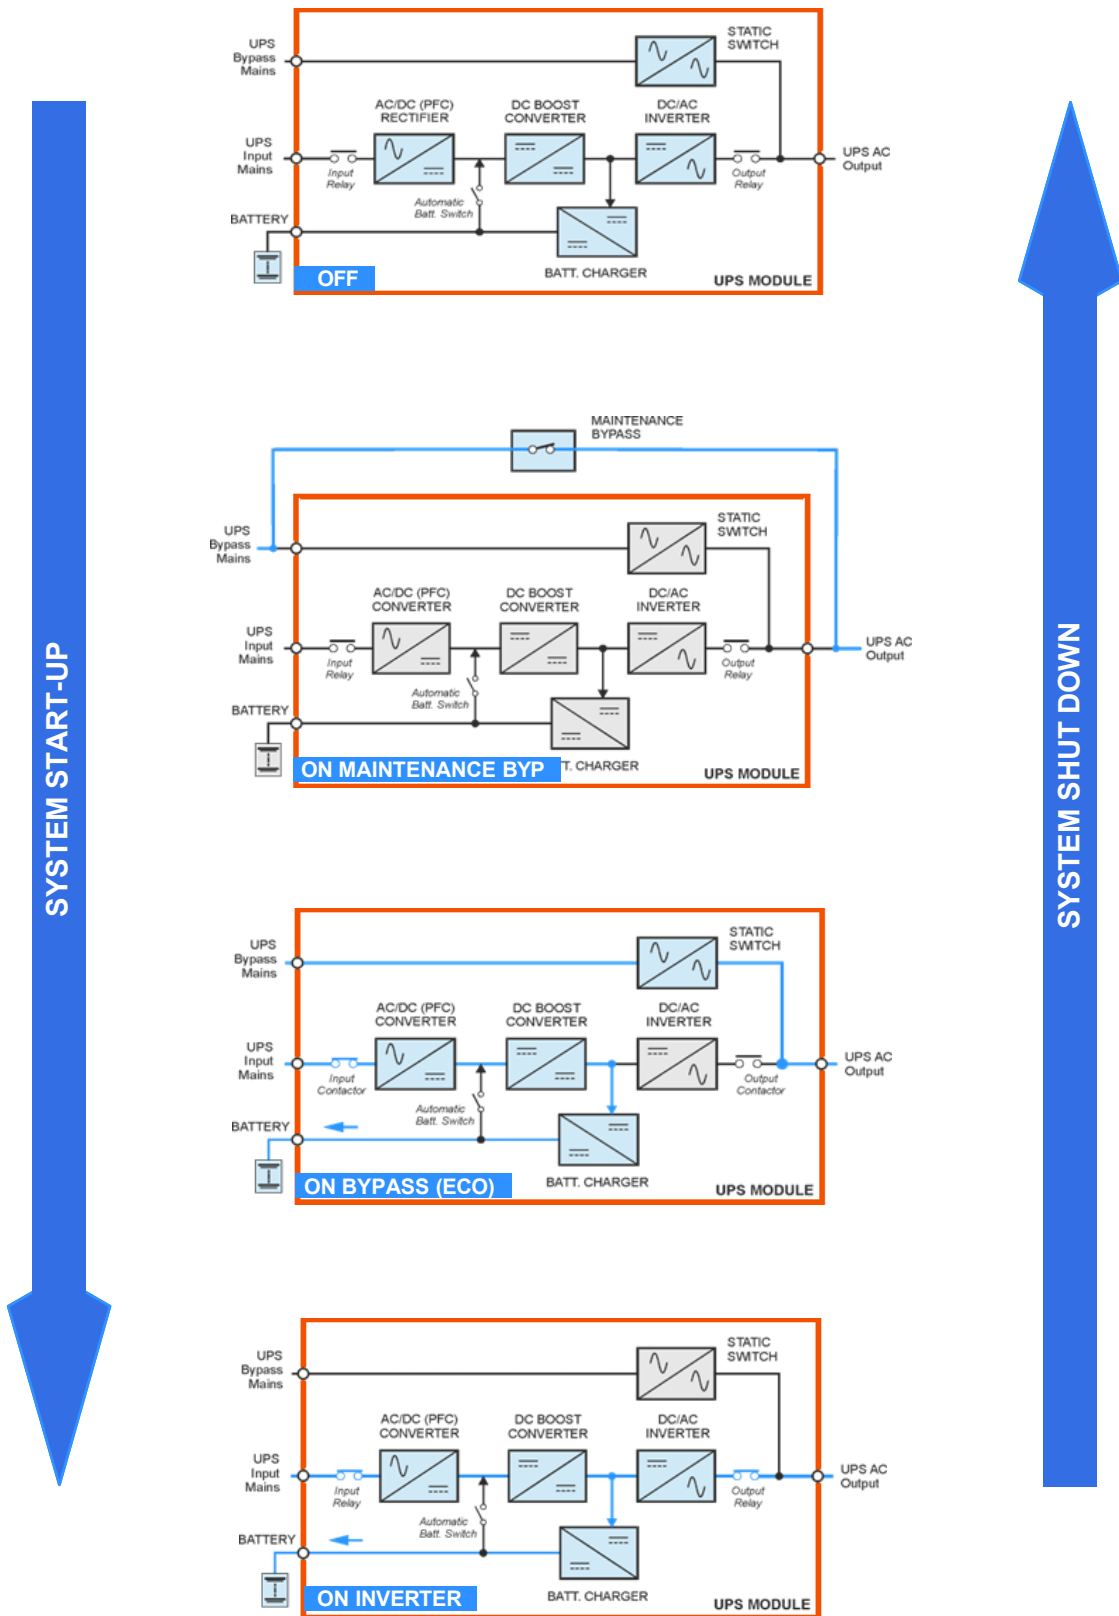 SYSTEM START-UP
SYSTEM SHUT DOWN
UPS
Bypass
Mains
STATIC
SWITCH
AC/DC (PFC)
RECTIFIER
DC BOOST
CONVERTER
DC/AC
INVERTER
UPS
Input
Mains
Input
Relay
Automatic
Batt. Switch
Output
Relay
UPS AC
Output
BATTERY
BATT. CHARGER
OFF
UPS MODULE
MAINTENANCE
BYPASS
UPS
Bypass
Mains
STATIC
SWITCH
AC/DC (PFC)
CONVERTER
DC BOOST
CONVERTER
DC/AC
INVERTER
UPS
Input
Mains
Input
Relay
Automatic
Batt. Switch
Output
Relay
UPS AC
Output
BATTERY
ON MAINTENANCE BYP
T. CHARGER
UPS MODULE
UPS
Bypass
Mains
STATIC
SWITCH
AC/DC (PFC)
CONVERTER
DC BOOST
CONVERTER
DC/AC
INVERTER
UPS
Input
Mains
Input
Contactor
Automatic
Batt. Switch
Output
Contactor
UPS AC
Output
BATTERY
BATT. CHARGER
ON BYPASS (ECO)
UPS MODULE
UPS
Bypass
Mains
STATIC
SWITCH
AC/DC (PFC)
CONVERTER
DC BOOST
CONVERTER
DC/AC
INVERTER
UPS
Input
Mains
Input
Relay
Automatic
Batt. Switch
Output
Relay
UPS AC
Output
BATTERY
BATT. CHARGER
ON INVERTER
UPS MODULE